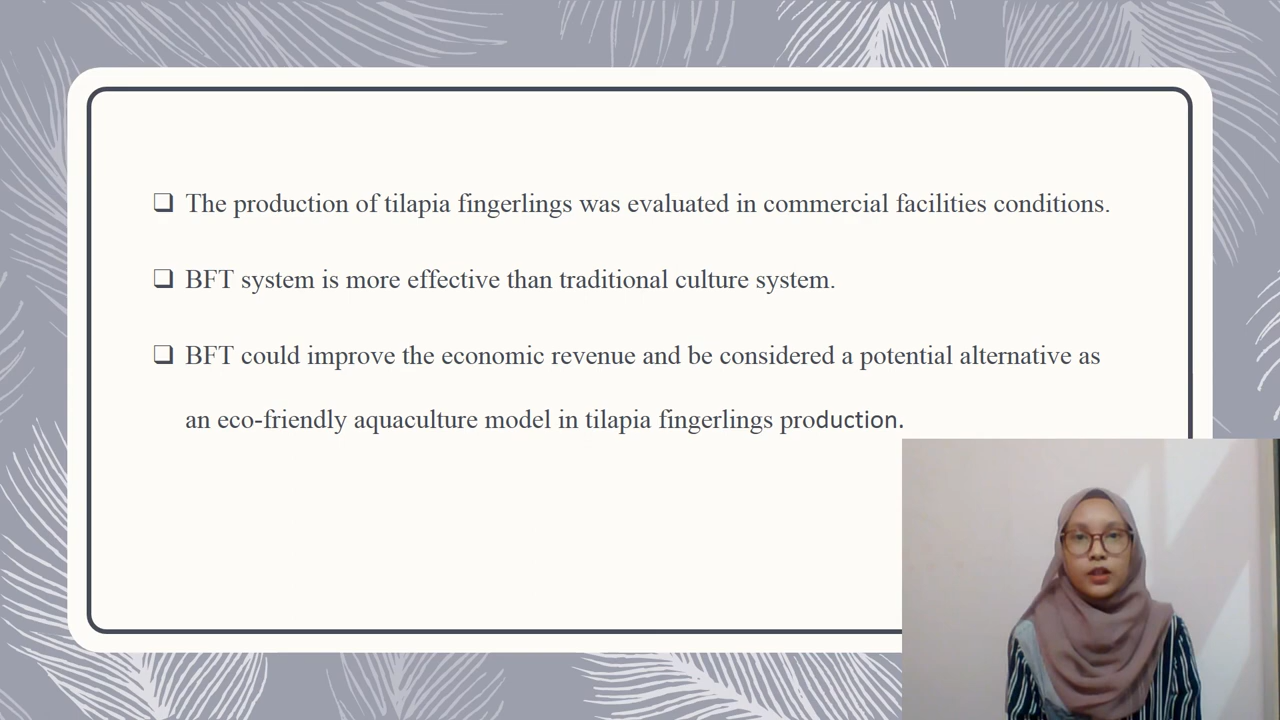 ❑ The production of tilapia fingerlings was evaluated in commercial facilities conditions.
❑ BFT system is more effective than traditional culture system.
❑ BFT could improve the economic revenue and be considered a potential alternative as
an eco-friendly aquaculture model in tilapia fingerlings production.